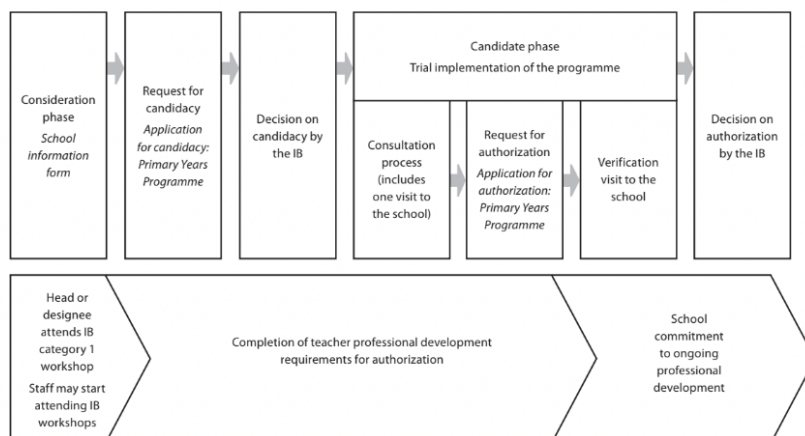 Consideration
phase
School
information
form
Request for
candidacy
Application
for candidacy:
Primary Years
Programme
Decision on
candidacy by
the IB
Candidate phase
Trial implementation of the programme
Consultation
process
(includes
one visit to
the school)
Request for
authorization
Application for
authorization:
Primary Years
Programme
Verification
visit to the
school
Decision on
authorization
by the IB
Head or
designee
attends IB
category 1
workshop
Staff may start
attending IB
workshops
Completion of teacher professional development
requirements for authorization
School
commitment
to ongoing
professional
development